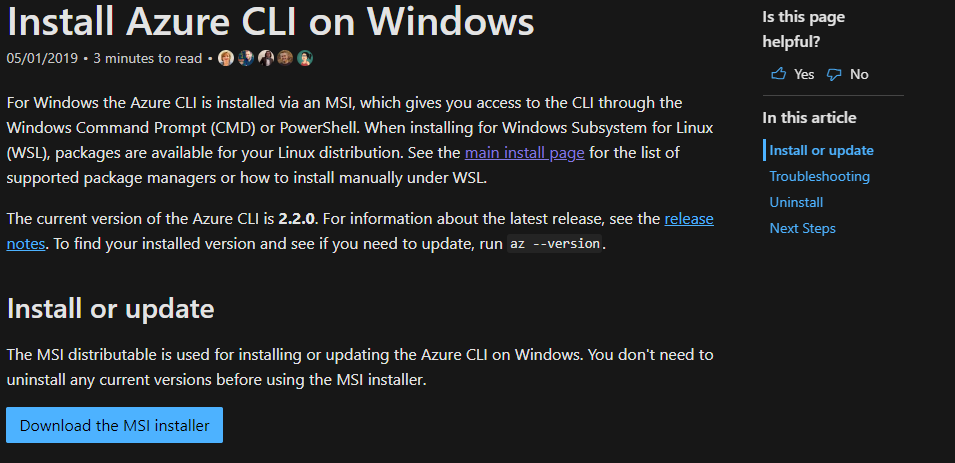 Install Azure CLI on Windows
05/01/2019 • 3 minutes to read •
For Windows the Azure CLI is installed via an MSI, which gives you access to the CLI through the
Windows Command Prompt (CMD) or PowerShell. When installing for Windows Subsystem for Linux
(WSL), packages are available for your Linux distribution. See the main install page for the list of
supported package managers or how to install manually under WSL.
The current version of the Azure CLI is 2.2.0. For information about the latest release, see the release
notes. To find your installed version and see if you need to update, run az --version.
Install or update
The MSI distributable is used for installing or updating the Azure CLI on Windows. You don't need to
uninstall any current versions before using the MSI installer.
Download the MSI installer
Is this page
helpful?
Yes No
In this article
Install or update
Troubleshooting
Uninstall
Next Steps